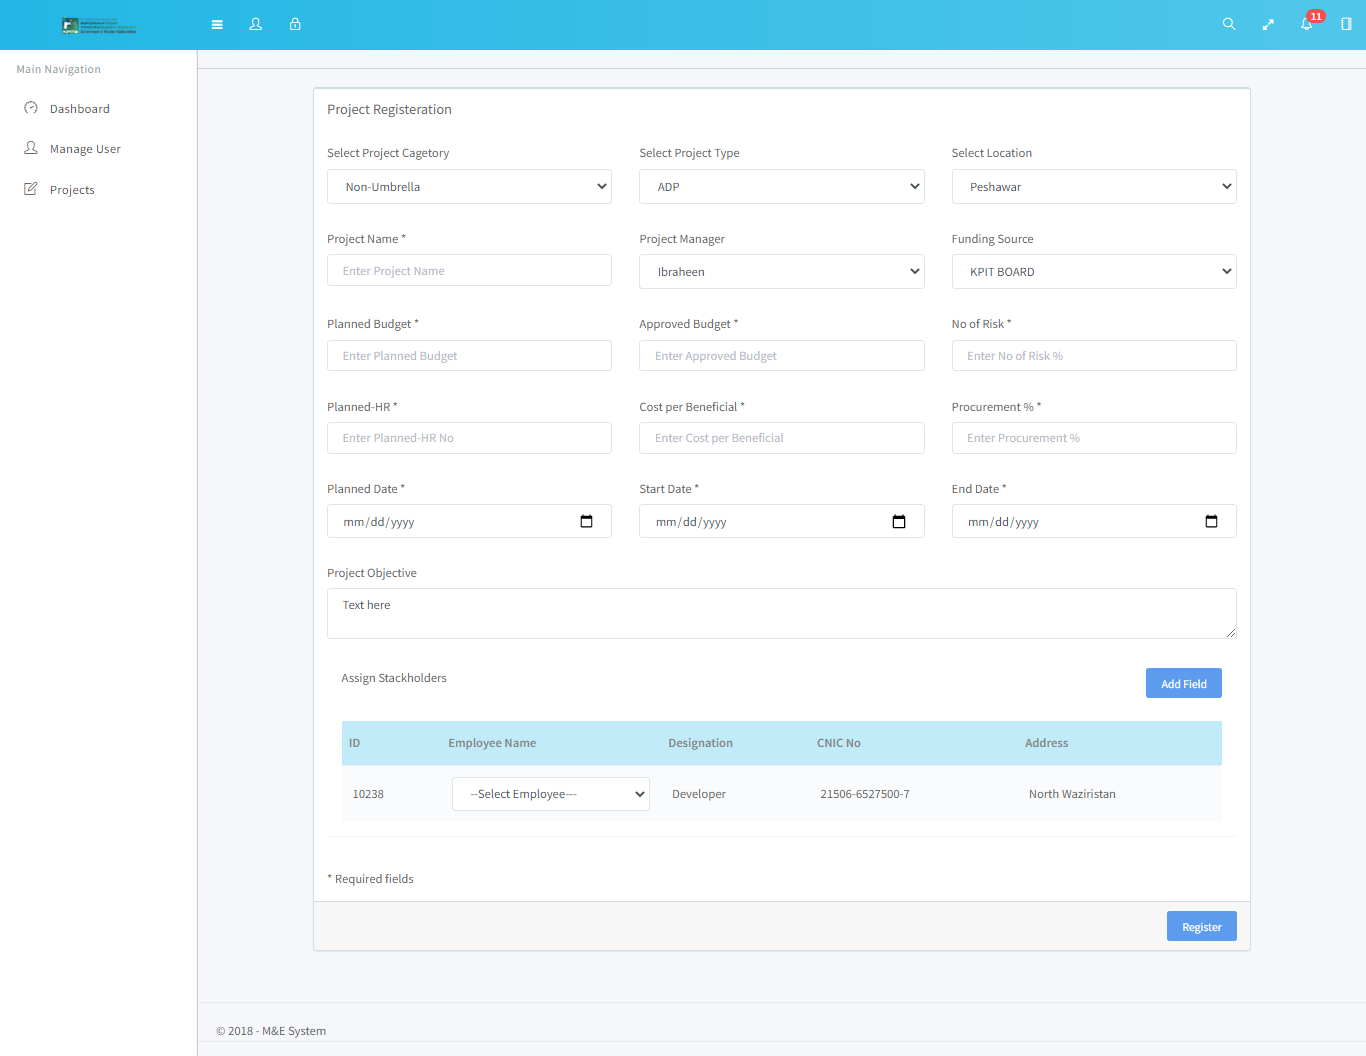 11
Main Navigation
Dashboard
Manage User
Projects
Project Registeration
Select Project Cagetory
Select Project Type
Select Location
Non-Umbrella
ADP
Peshawar
Project Name *
Project Manager
Funding Source
Enter Project Name
Ibraheen
KPIT BOARD
Planned Budget *
Approved Budget *
No of Risk *
Enter Planned Budget
Enter Approved Budget
Enter No of Risk %
Planned-HR *
Cost per Beneficial *
Procurement % *
Enter Planned-HR No
Enter Cost per Beneficial
Enter Procurement %
Planned Date *
Start Date *
End Date *
mm/dd/yyyy
mm/dd/yyyy
mm/dd/yyyy
Project Objective
Text here
Assign Stackholders
Add Field
ID Employee Name Designation CNIC No Address
10238 --Select Employee--- Developer 21506-6527500-7 North Waziristan
* Required fields
Register
© 2018 - M&E System